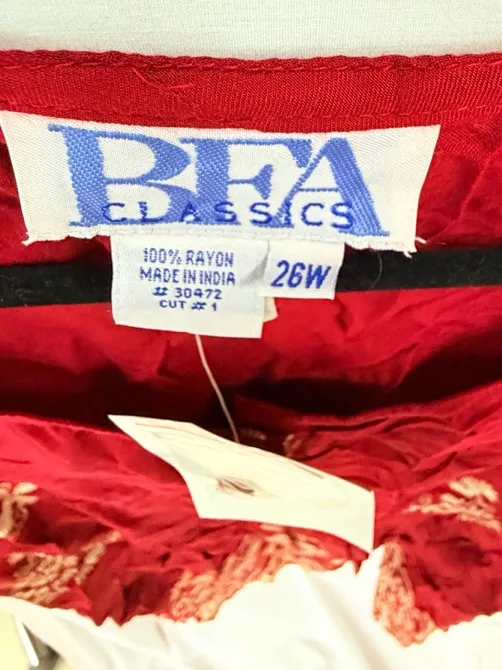 BFA
CLASSICS
100% RAYON
MADE IN INDIA
# 30472
CUT # 1
26W